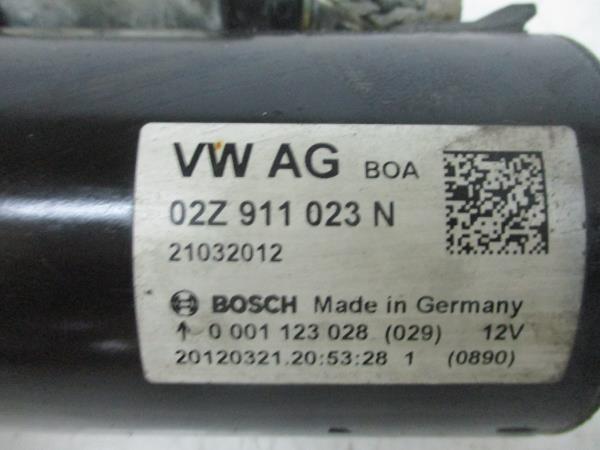 VW AG BOA
02Z 911 023 N
21032012
BOSCH Made in Germany
↑ 0 001 123 028 (029) 12V
20120321.20:53:28 1 (0890)